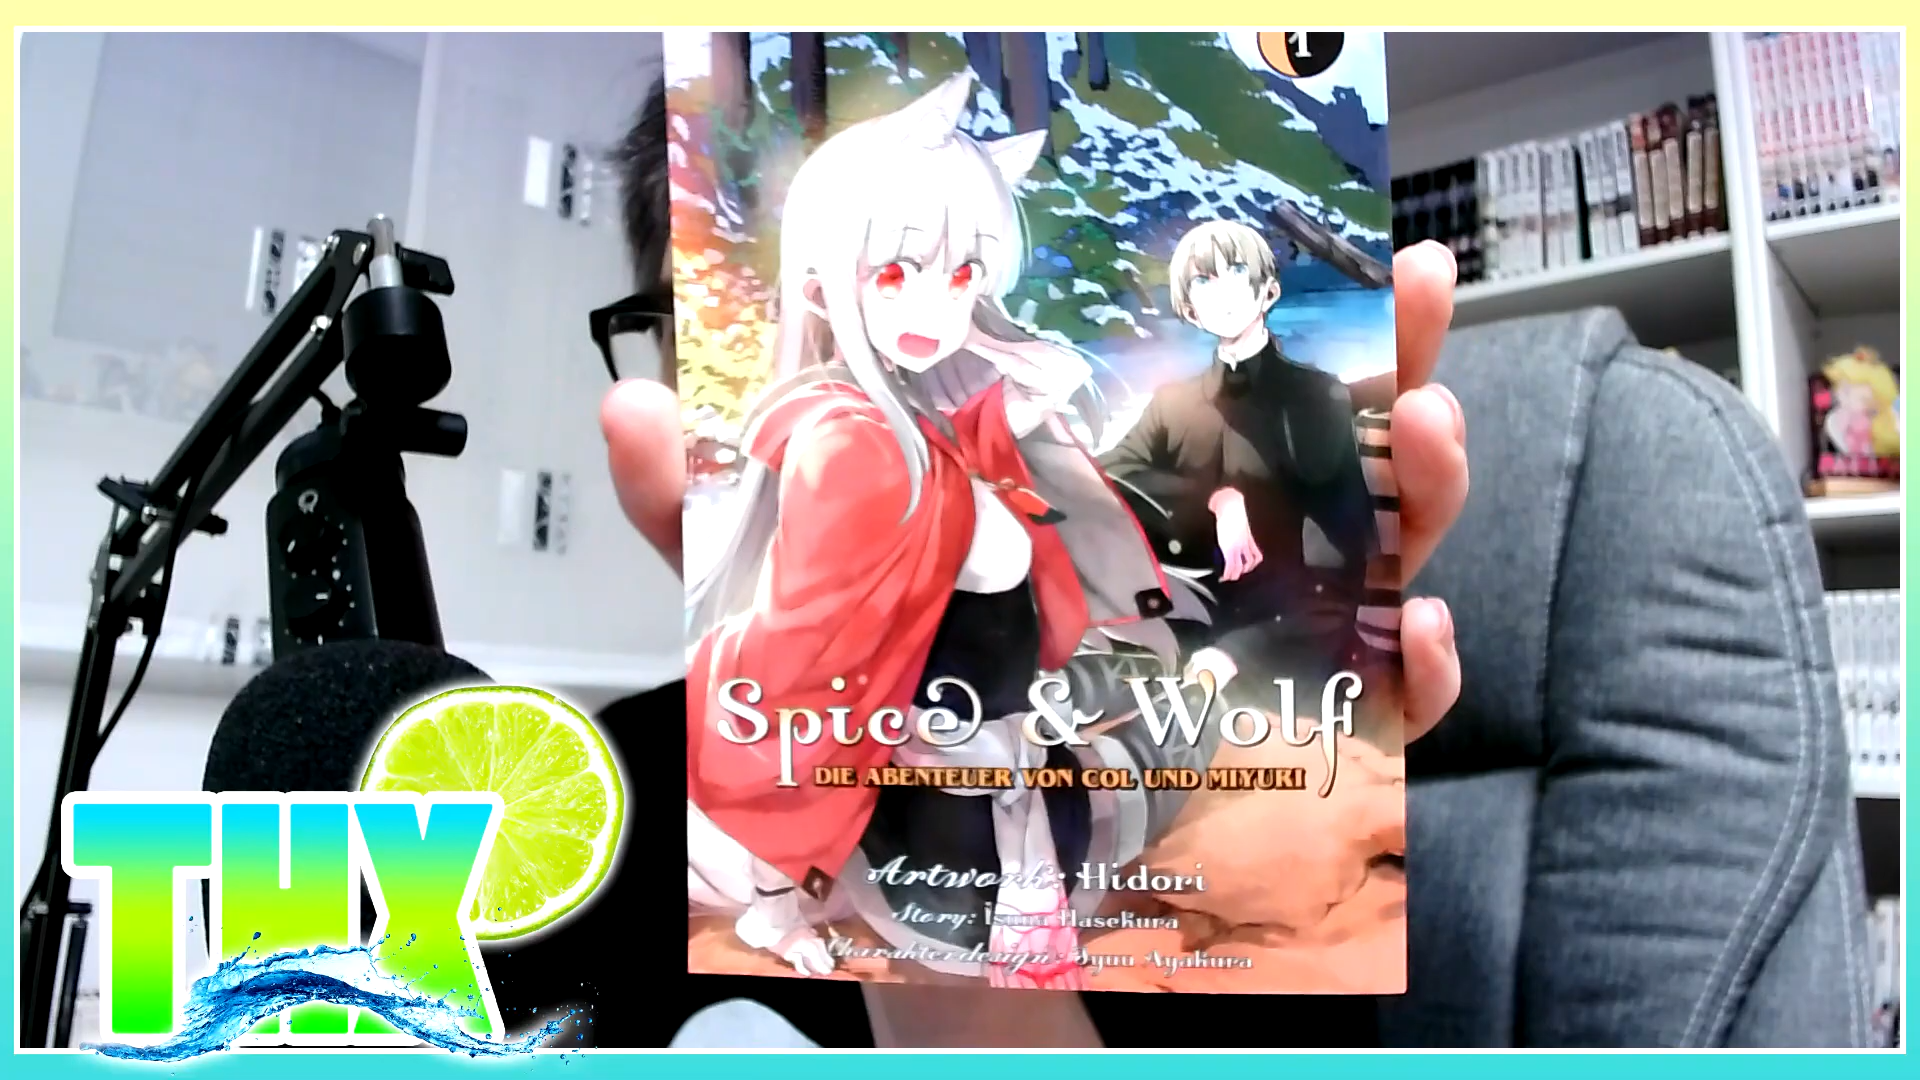 1
Spice & Wolf
DIE ABENTEUER VON COL UND MIYURI
Artwork: Hidori
Story: Isuna Hasekura
Charakterdesign: Jyuu Ayakura
THX